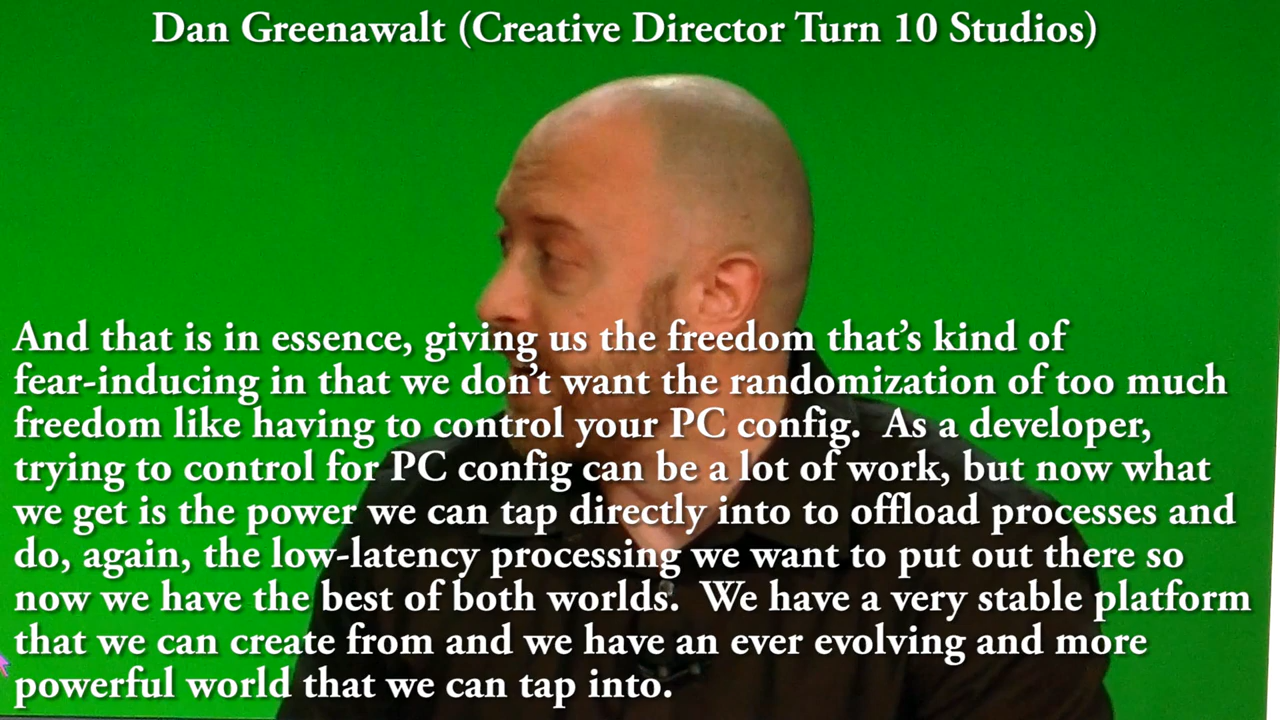 Dan Greenawalt (Creative Director Turn 10 Studios)
And that is in essence, giving us the freedom that’s kind of
fear-inducing in that we don’t want the randomization of too much
freedom like having to control your PC config.  As a developer,
trying to control for PC config can be a lot of work, but now what
we get is the power we can tap directly into to offload processes and
do, again, the low-latency processing we want to put out there so
now we have the best of both worlds.  We have a very stable platform
that we can create from and we have an ever evolving and more
powerful world that we can tap into.